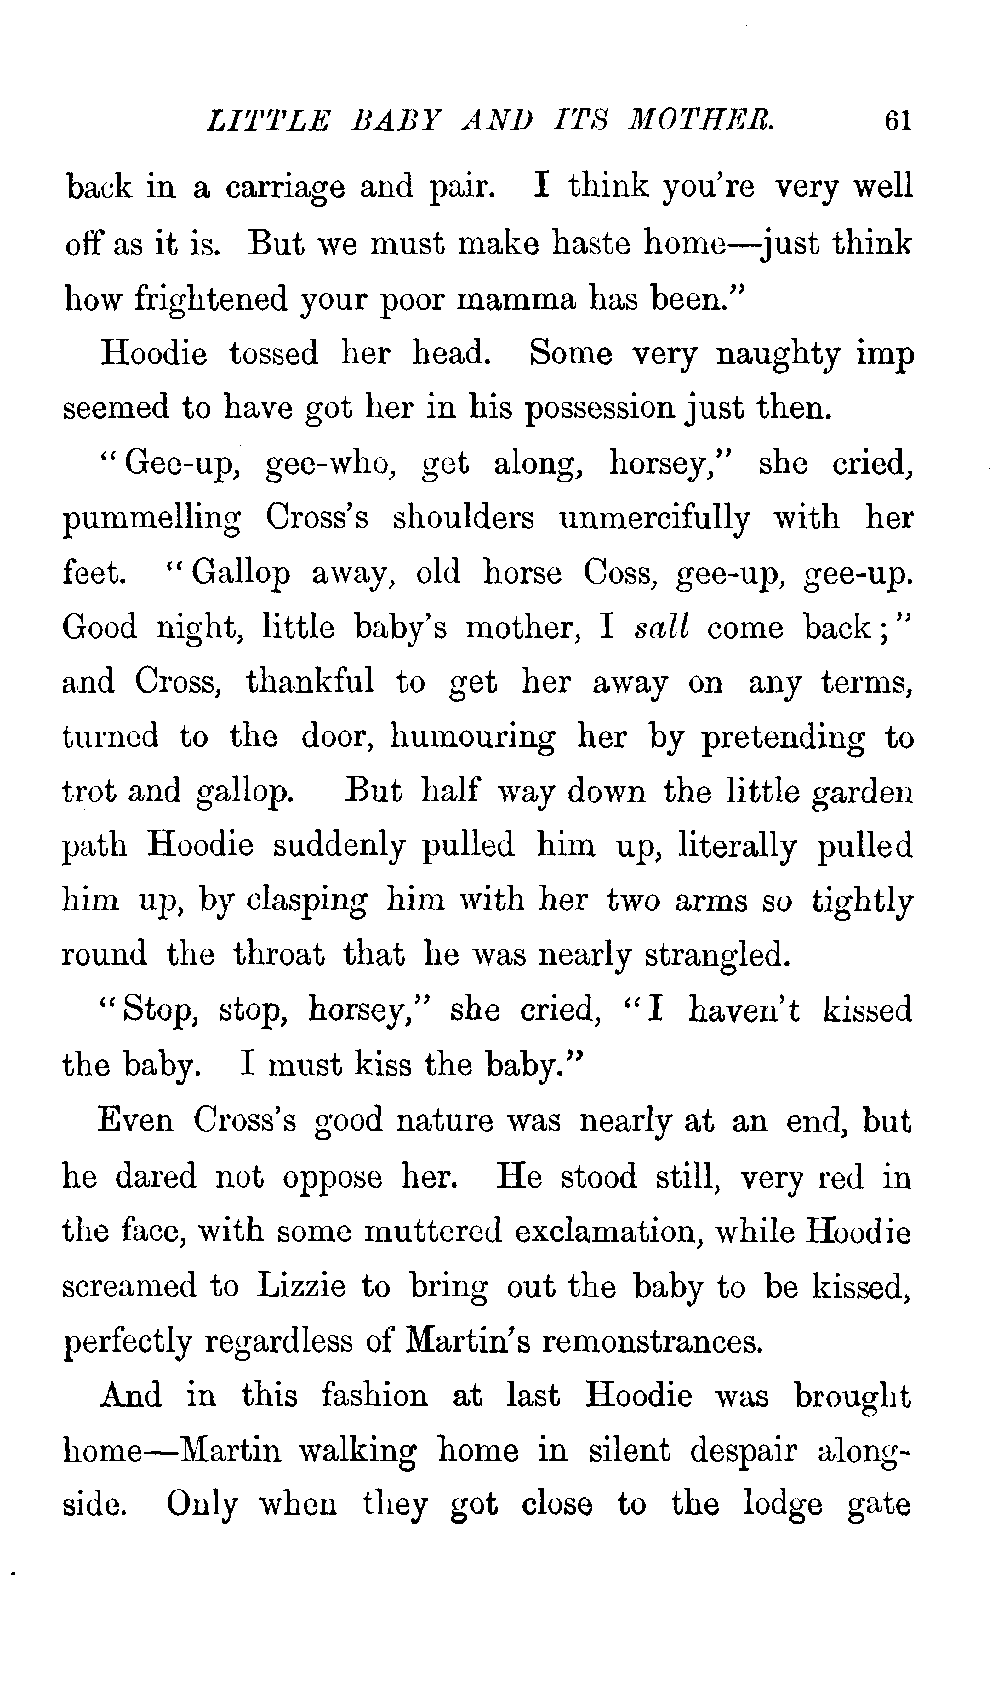 LITTLE BABY AND ITS MOTHER. 61
back in a carriage and pair. I think you're very well
off as it is. But we must make haste home—just think
how frightened your poor mamma has been.”
Hoodie tossed her head. Some very naughty imp
seemed to have got her in his possession just then.
“Gee-up, gee-who, get along, horsey,” she cried,
pummelling Cross's shoulders unmercifully with her
feet. “Gallop away, old horse Coss, gee-up, gee-up.
Good night, little baby's mother, I sall come back;”
and Cross, thankful to get her away on any terms,
turned to the door, humouring her by pretending to
trot and gallop. But half way down the little garden
path Hoodie suddenly pulled him up, literally pulled
him up, by clasping him with her two arms so tightly
round the throat that he was nearly strangled.
“Stop, stop, horsey,” she cried, “I haven't kissed
the baby. I must kiss the baby.”
Even Cross's good nature was nearly at an end, but
he dared not oppose her. He stood still, very red in
the face, with some muttered exclamation, while Hoodie
screamed to Lizzie to bring out the baby to be kissed,
perfectly regardless of Martin's remonstrances.
And in this fashion at last Hoodie was brought
home—Martin walking home in silent despair along-
side. Only when they got close to the lodge gate